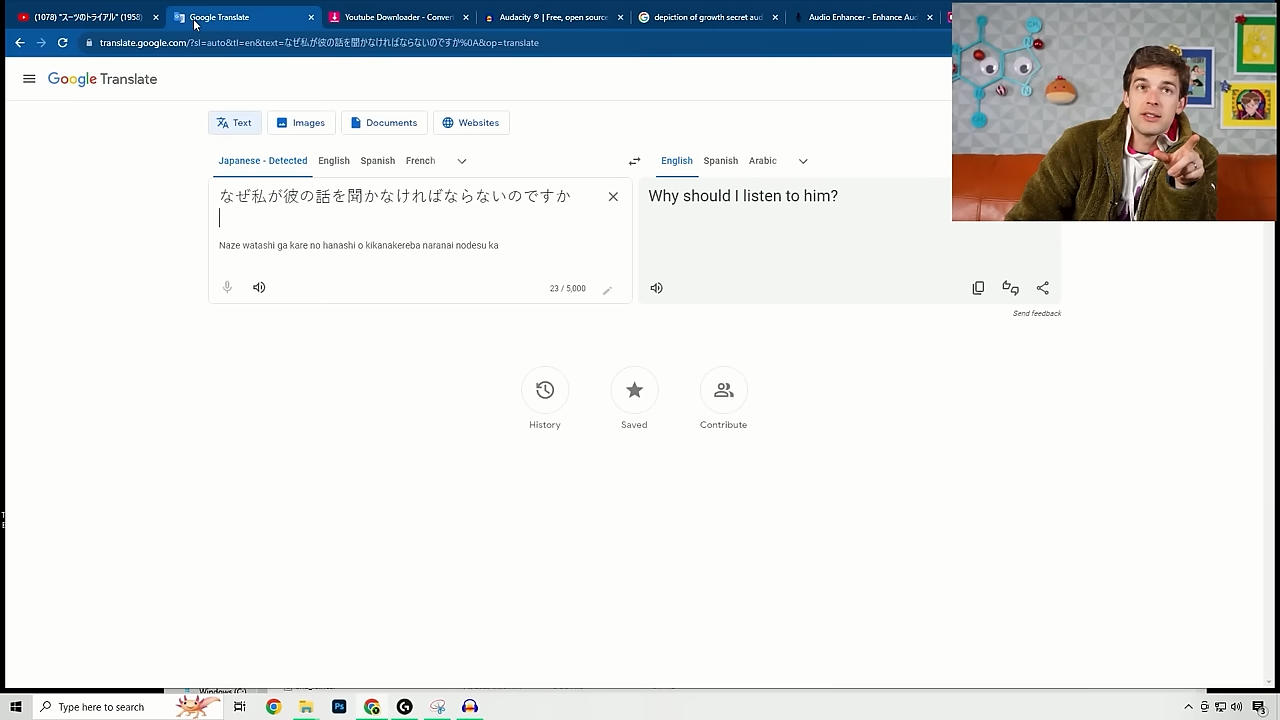 (1078) "スーツのトライアル" (1958
Google Translate
Youtube Downloader - Conver
Audacity ® | Free, open source
depiction of growth secret aud
Audio Enhancer - Enhance Au
translate.google.com/?sl=auto&tl=en&text=なぜ私が彼の話を聞かなければならないのですか%0A&op=translate
Google Translate
Text
Images
Documents
Websites
Japanese - Detected
English
Spanish
French
English
Spanish
Arabic
なぜ私が彼の話を聞かなければならないのですか
Why should I listen to him?
Naze watashi ga kare no hanashi o kikanakereba naranai nodesu ka
23 / 5,000
Send feedback
History
Saved
Contribute
Windows (C:)
Type here to search